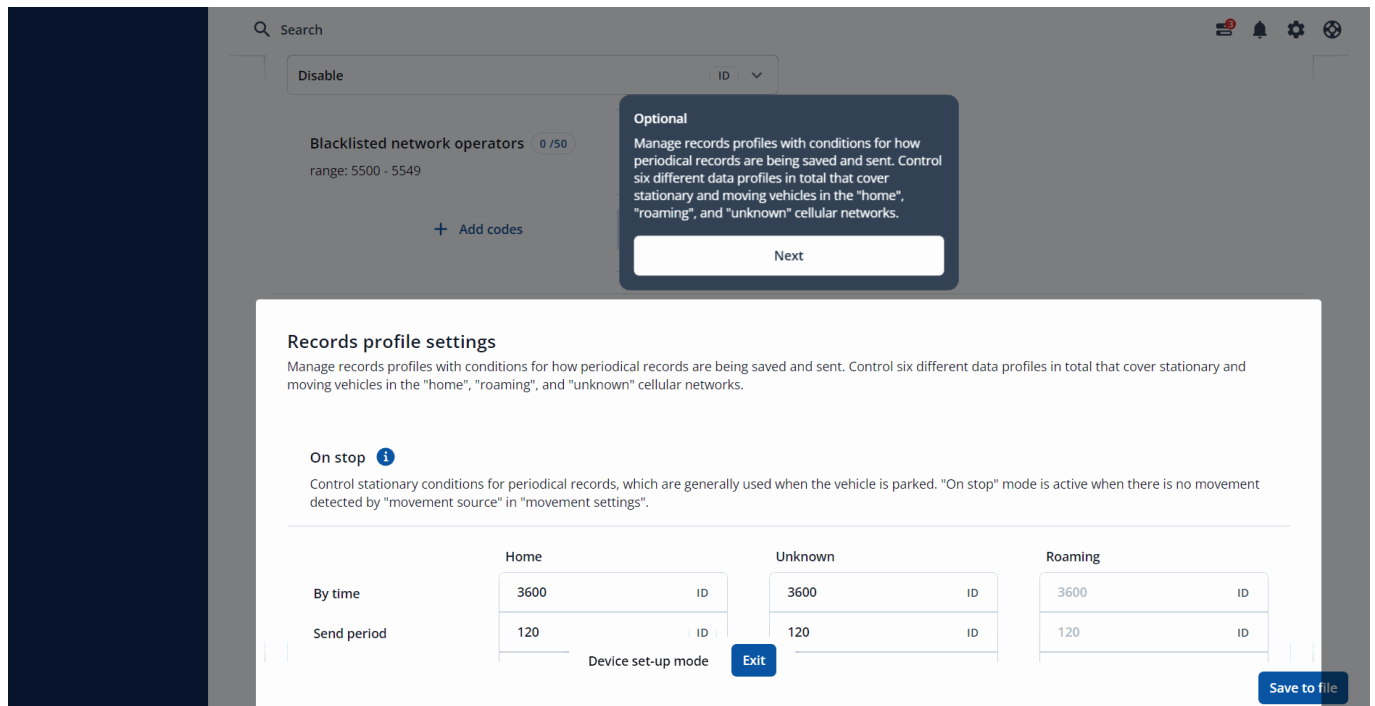 Search
3
Disable
ID
Optional
Manage records profiles with conditions for how
periodical records are being saved and sent. Control
six different data profiles in total that cover
stationary and moving vehicles in the "home",
"roaming", and "unknown" cellular networks.
Next
Blacklisted network operators 0 /50
range: 5500 - 5549
+ Add codes
Records profile settings
Manage records profiles with conditions for how periodical records are being saved and sent. Control six different data profiles in total that cover stationary and
moving vehicles in the "home", "roaming", and "unknown" cellular networks.
On stop i
Control stationary conditions for periodical records, which are generally used when the vehicle is parked. "On stop" mode is active when there is no movement
detected by "movement source" in "movement settings".
Home Unknown Roaming
By time 3600 ID 3600 ID 3600 ID
Send period 120 ID 120 ID 120 ID
Device set-up mode Exit
Save to file